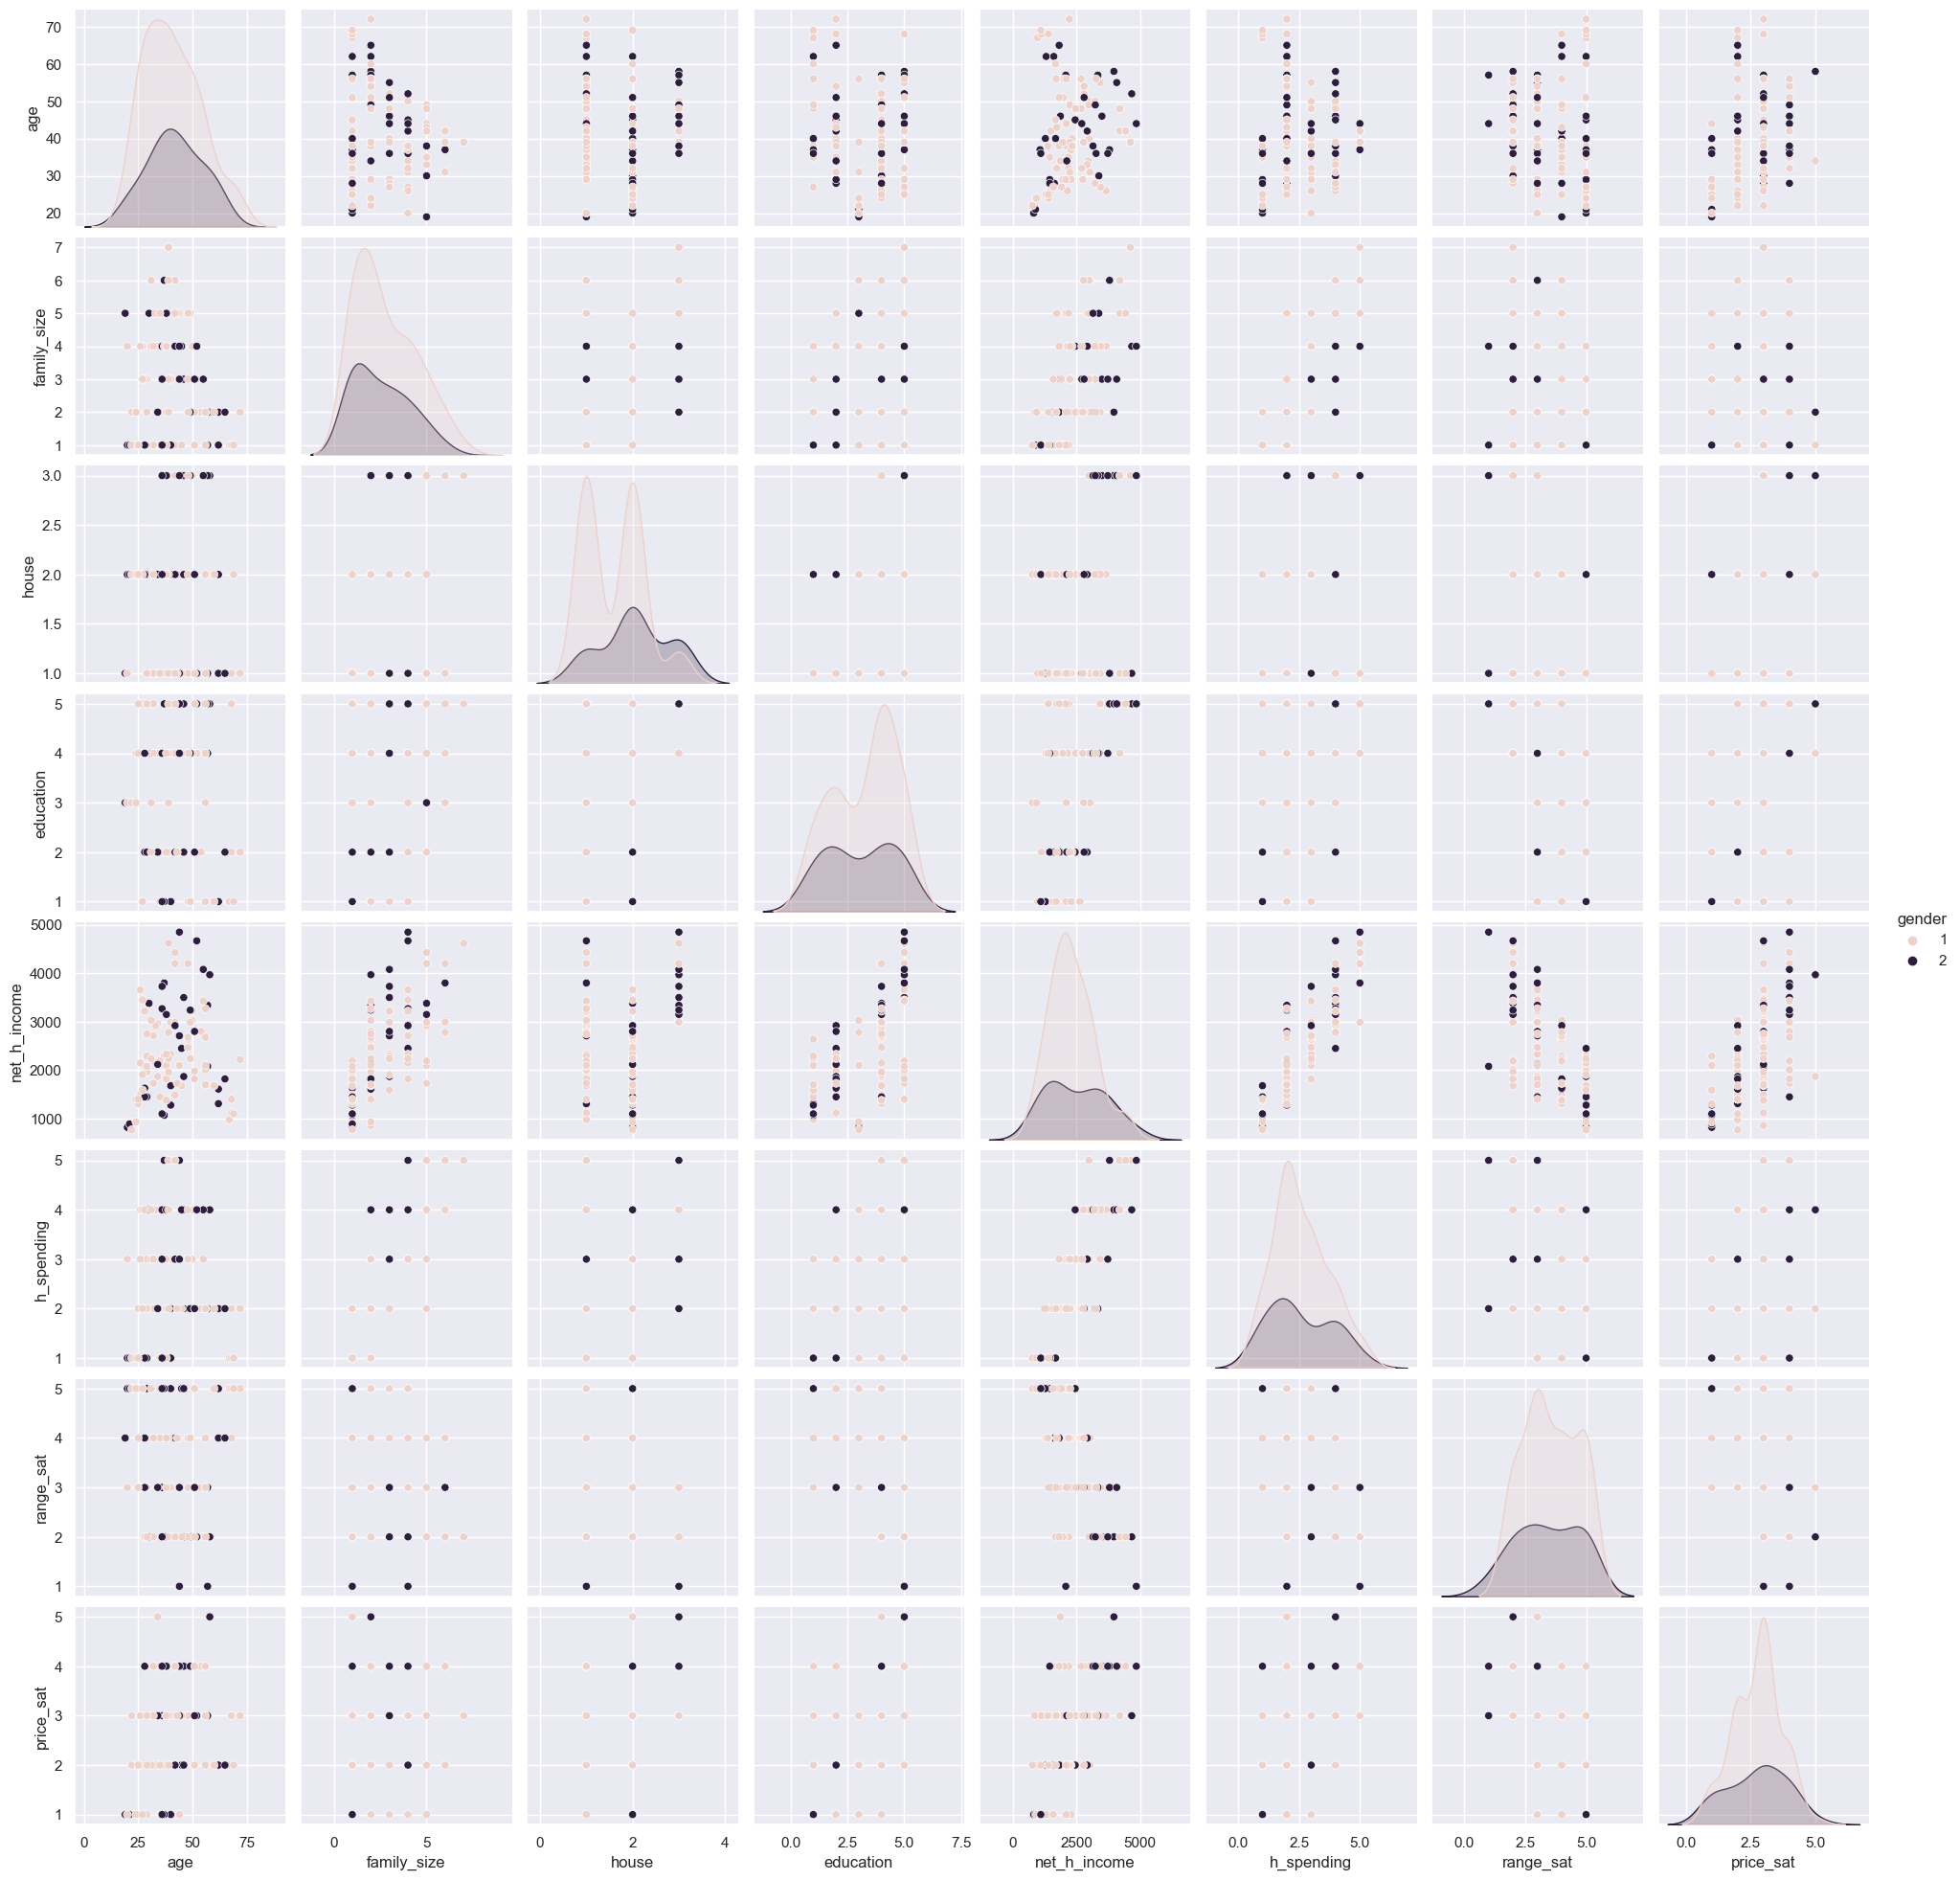 70
60
50
40
30
20
age
7
6
5
4
3
2
1
family_size
3.0
2.5
2.0
1.5
1.0
house
5
4
3
2
1
education
5000
4000
3000
2000
1000
net_h_income
gender
1
2
5
4
3
2
1
h_spending
5
4
3
2
1
range_sat
5
4
3
2
1
price_sat
0 25 50 75
0 5
0 2 4
0.0 2.5 5.0 7.5
0 2500 5000
0.0 2.5 5.0
0.0 2.5 5.0
0.0 2.5 5.0
age family_size house education net_h_income h_spending range_sat price_sat